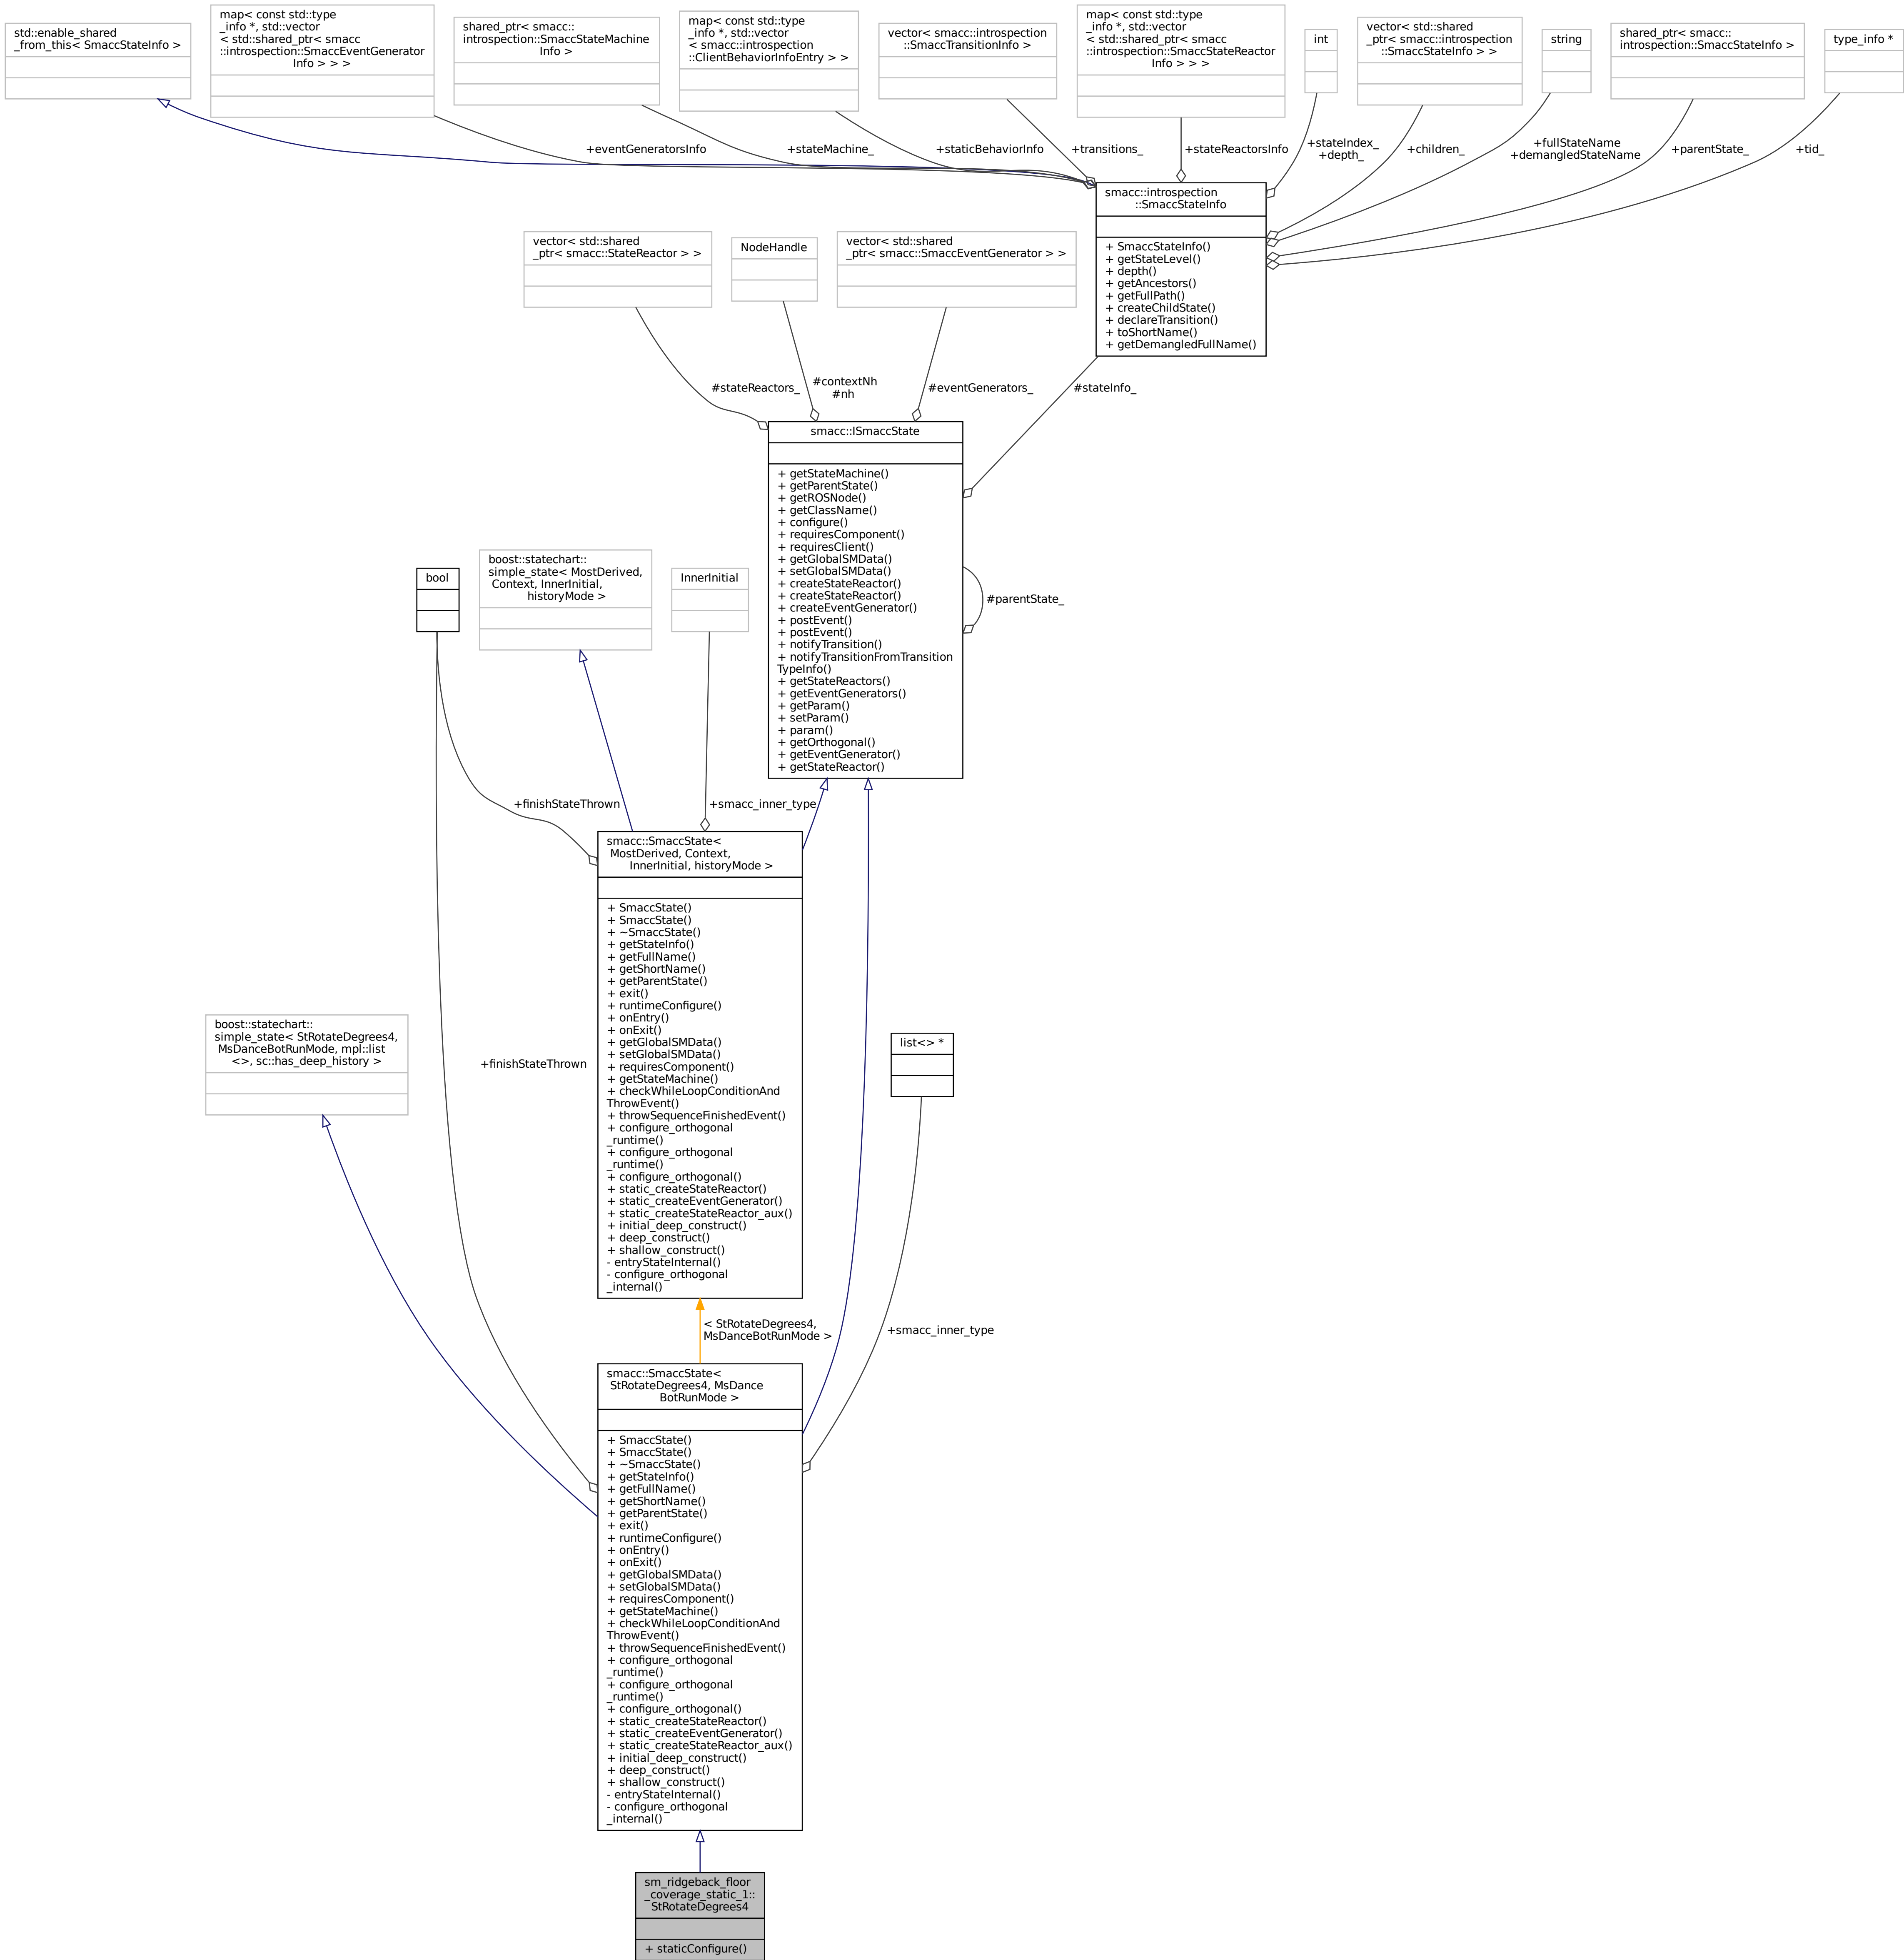 std::enable_shared
_from_this< SmaccStateInfo >
map< const std::type
_info *, std::vector
< std::shared_ptr< smacc
::introspection::SmaccEventGenerator
Info > > >
shared_ptr< smacc::
introspection::SmaccStateMachine
Info >
map< const std::type
_info *, std::vector
< smacc::introspection
::ClientBehaviorInfoEntry > >
vector< smacc::introspection
::SmaccTransitionInfo >
map< const std::type
_info *, std::vector
< std::shared_ptr< smacc
::introspection::SmaccStateReactor
Info > > >
int
vector< std::shared
_ptr< smacc::introspection
::SmaccStateInfo > >
string
shared_ptr< smacc::
introspection::SmaccStateInfo >
type_info *
+eventGeneratorsInfo
+stateMachine_
+staticBehaviorInfo
+transitions_
+stateReactorsInfo
+stateIndex_
+depth_
+children_
+fullStateName
+demangledStateName
+parentState_
+tid_
smacc::introspection
::SmaccStateInfo
+ SmaccStateInfo()
+ getStateLevel()
+ depth()
+ getAncestors()
+ getFullPath()
+ createChildState()
+ declareTransition()
+ toShortName()
+ getDemangledFullName()
vector< std::shared
_ptr< smacc::StateReactor > >
NodeHandle
vector< std::shared
_ptr< smacc::SmaccEventGenerator > >
#stateReactors_
#contextNh
#nh
#eventGenerators_
#stateInfo_
smacc::ISmaccState
+ getStateMachine()
+ getParentState()
+ getROSNode()
+ getClassName()
+ configure()
+ requiresComponent()
+ requiresClient()
+ getGlobalSMData()
+ setGlobalSMData()
+ createStateReactor()
+ createStateReactor()
+ createEventGenerator()
+ postEvent()
+ postEvent()
+ notifyTransition()
+ notifyTransitionFromTransition
TypeInfo()
+ getStateReactors()
+ getEventGenerators()
+ getParam()
+ setParam()
+ param()
+ getOrthogonal()
+ getEventGenerator()
+ getStateReactor()
#parentState_
bool
boost::statechart::
simple_state< MostDerived,
Context, InnerInitial,
historyMode >
InnerInitial
+finishStateThrown
+smacc_inner_type
smacc::SmaccState<
MostDerived, Context,
InnerInitial, historyMode >
+ SmaccState()
+ SmaccState()
+ ~SmaccState()
+ getStateInfo()
+ getFullName()
+ getShortName()
+ getParentState()
+ exit()
+ runtimeConfigure()
+ onEntry()
+ onExit()
+ getGlobalSMData()
+ setGlobalSMData()
+ requiresComponent()
+ getStateMachine()
+ checkWhileLoopConditionAnd
ThrowEvent()
+ throwSequenceFinishedEvent()
+ configure_orthogonal
_runtime()
+ configure_orthogonal
_runtime()
+ configure_orthogonal()
+ static_createStateReactor()
+ static_createEventGenerator()
+ static_createStateReactor_aux()
+ initial_deep_construct()
+ deep_construct()
+ shallow_construct()
- entryStateInternal()
- configure_orthogonal
_internal()
boost::statechart::
simple_state< StRotateDegrees4,
MsDanceBotRunMode, mpl::list
<>, sc::has_deep_history >
+finishStateThrown
list<> *
< StRotateDegrees4,
MsDanceBotRunMode >
+smacc_inner_type
smacc::SmaccState<
StRotateDegrees4, MsDance
BotRunMode >
+ SmaccState()
+ SmaccState()
+ ~SmaccState()
+ getStateInfo()
+ getFullName()
+ getShortName()
+ getParentState()
+ exit()
+ runtimeConfigure()
+ onEntry()
+ onExit()
+ getGlobalSMData()
+ setGlobalSMData()
+ requiresComponent()
+ getStateMachine()
+ checkWhileLoopConditionAnd
ThrowEvent()
+ throwSequenceFinishedEvent()
+ configure_orthogonal
_runtime()
+ configure_orthogonal
_runtime()
+ configure_orthogonal()
+ static_createStateReactor()
+ static_createEventGenerator()
+ static_createStateReactor_aux()
+ initial_deep_construct()
+ deep_construct()
+ shallow_construct()
- entryStateInternal()
- configure_orthogonal
_internal()
sm_ridgeback_floor
_coverage_static_1::
StRotateDegrees4
+ staticConfigure()